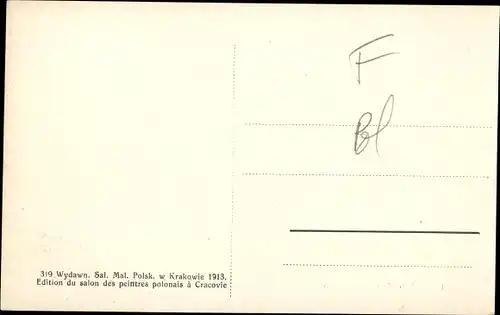 F
Bl
319 Wydawn. Sal. Mal. Polsk. w Krakowie 1913.
Edition du salon des peintres polonais à Cracovie